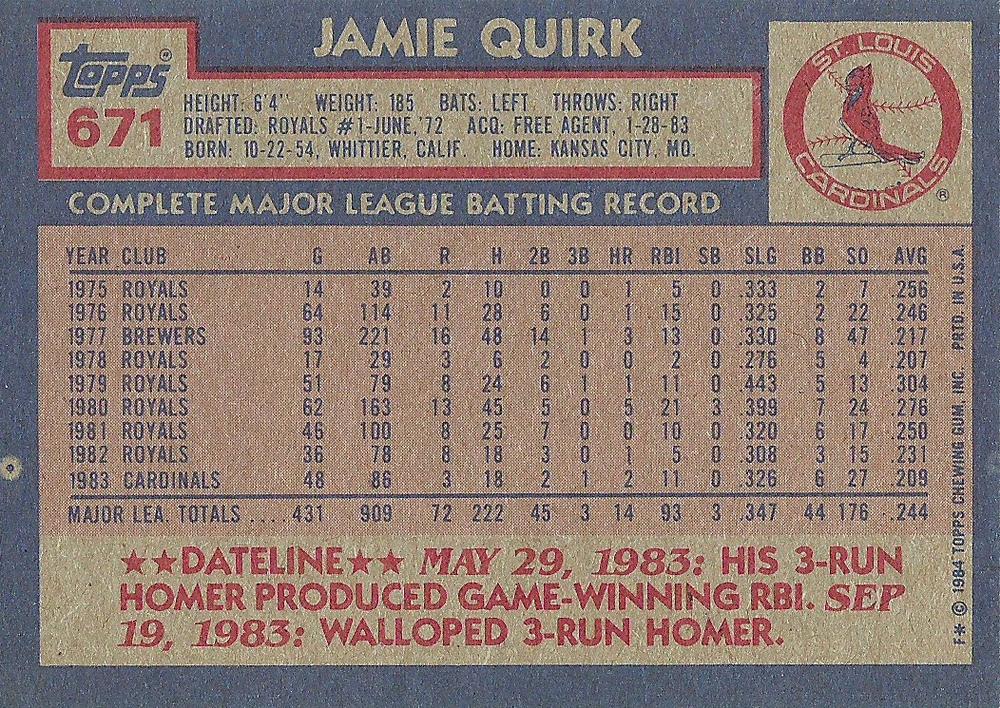 JAMIE QUIRK
Topps®
671
HEIGHT: 6'4" WEIGHT: 185 BATS: LEFT THROWS: RIGHT
DRAFTED: ROYALS #1-JUNE,'72 ACQ: FREE AGENT, 1-28-83
BORN: 10-22-54, WHITTIER, CALIF. HOME: KANSAS CITY, MO.
ST. LOUIS
CARDINALS ®
COMPLETE MAJOR LEAGUE BATTING RECORD
YEAR CLUB G AB R H 2B 3B HR RBI SB SLG BB SO AVG
1975 ROYALS 14 39 2 10 0 0 1 5 0 .333 2 7 .256
1976 ROYALS 64 114 11 28 6 0 1 15 0 .325 2 22 .246
1977 BREWERS 93 221 16 48 14 1 3 13 0 .330 8 47 .217
1978 ROYALS 17 29 3 6 2 0 0 2 0 .276 5 4 .207
1979 ROYALS 51 79 8 24 6 1 1 11 0 .443 5 13 .304
1980 ROYALS 62 163 13 45 5 0 5 21 3 .399 7 24 .276
1981 ROYALS 46 100 8 25 7 0 0 10 0 .320 6 17 .250
1982 ROYALS 36 78 8 18 3 0 1 5 0 .308 3 15 .231
1983 CARDINALS 48 86 3 18 2 1 2 11 0 .326 6 27 .209
MAJOR LEA. TOTALS ....431 909 72 222 45 3 14 93 3 .347 44 176 .244
★★DATELINE★★ MAY 29, 1983: HIS 3-RUN
HOMER PRODUCED GAME-WINNING RBI. SEP
19, 1983: WALLOPED 3-RUN HOMER.
F* © 1984 TOPPS CHEWING GUM, INC. PRTD. IN U.S.A.